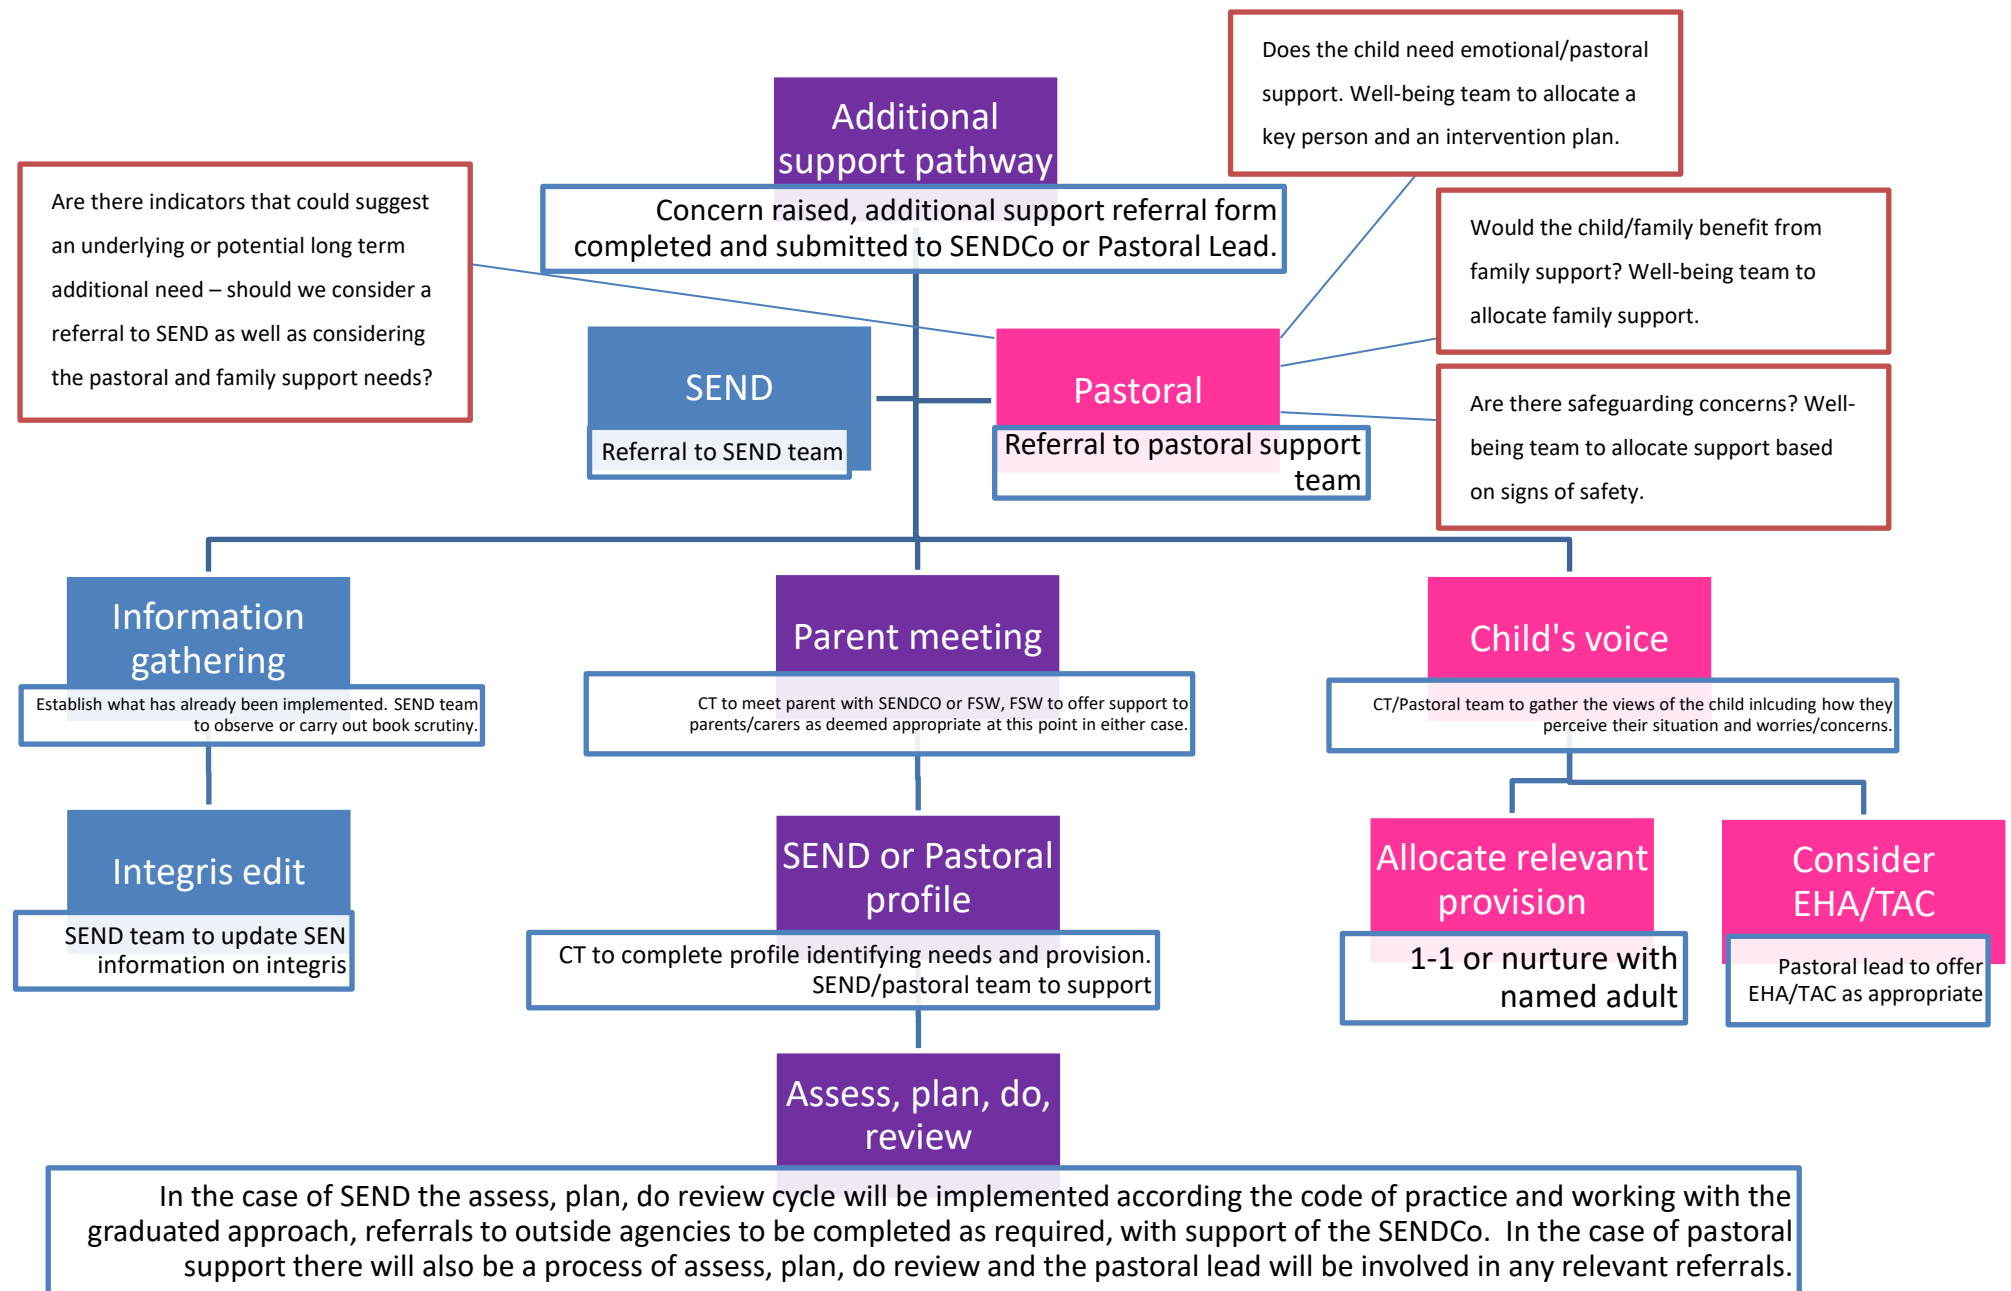 Additional
support pathway
Concern raised, additional support referral form
completed and submitted to SENDCo or Pastoral Lead.
Does the child need emotional/pastoral
support. Well-being team to allocate a
key person and an intervention plan.
Are there indicators that could suggest
an underlying or potential long term
additional need – should we consider a
referral to SEND as well as considering
the pastoral and family support needs?
Would the child/family benefit from
family support? Well-being team to
allocate family support.
SEND
Referral to SEND team
Pastoral
Referral to pastoral support
team
Are there safeguarding concerns? Well-
being team to allocate support based
on signs of safety.
Information
gathering
Establish what has already been implemented. SEND team
to observe or carry out book scrutiny.
Parent meeting
CT to meet parent with SENDCO or FSW, FSW to offer support to
parents/carers as deemed appropriate at this point in either case.
Child's voice
CT/Pastoral team to gather the views of the child inlcuding how they
perceive their situation and worries/concerns.
Integris edit
SEND team to update SEN
information on integris
SEND or Pastoral
profile
CT to complete profile identifying needs and provision.
SEND/pastoral team to support
Allocate relevant
provision
1-1 or nurture with
named adult
Consider
EHA/TAC
Pastoral lead to offer
EHA/TAC as appropriate
Assess, plan, do,
review
In the case of SEND the assess, plan, do review cycle will be implemented according the code of practice and working with the
graduated approach, referrals to outside agencies to be completed as required, with support of the SENDCo.  In the case of pastoral
support there will also be a process of assess, plan, do review and the pastoral lead will be involved in any relevant referrals.